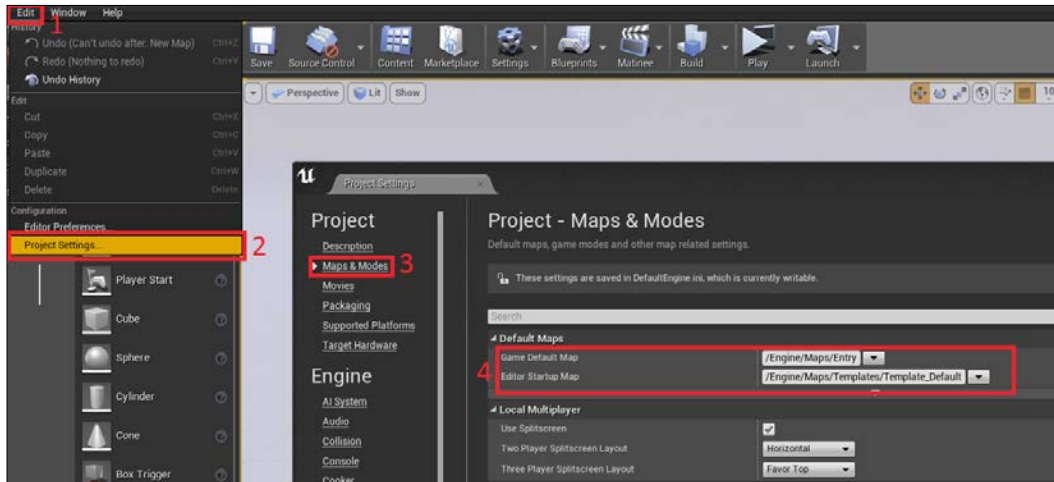 Edit Window Help
1
History
Undo (Can't undo after: New Map) Ctrl+Z
Redo (Nothing to redo) Ctrl+Y
Undo History
Edit
Cut Ctrl+X
Copy Ctrl+C
Paste Ctrl+V
Duplicate Ctrl+W
Delete Delete
Configuration
Editor Preferences...
Project Settings... 2
Player Start
Cube
Sphere
Cylinder
Cone
Box Trigger
Save Source Control Content Marketplace Settings Blueprints Matinee Build Play Launch
Perspective Lit Show 10
Project Settings
Project
Description
Maps & Modes 3
Movies
Packaging
Supported Platforms
Target Hardware
Engine
AI System
Audio
Collision
Console
Cooker
Project - Maps & Modes
Default maps, game modes and other map related settings.
These settings are saved in DefaultEngine.ini, which is currently writable.
Search
Default Maps
Game Default Map /Engine/Maps/Entry
4
Editor Startup Map /Engine/Maps/Templates/Template_Default
Local Multiplayer
Use Splitscreen
Two Player Splitscreen Layout Horizontal
Three Player Splitscreen Layout Favor Top